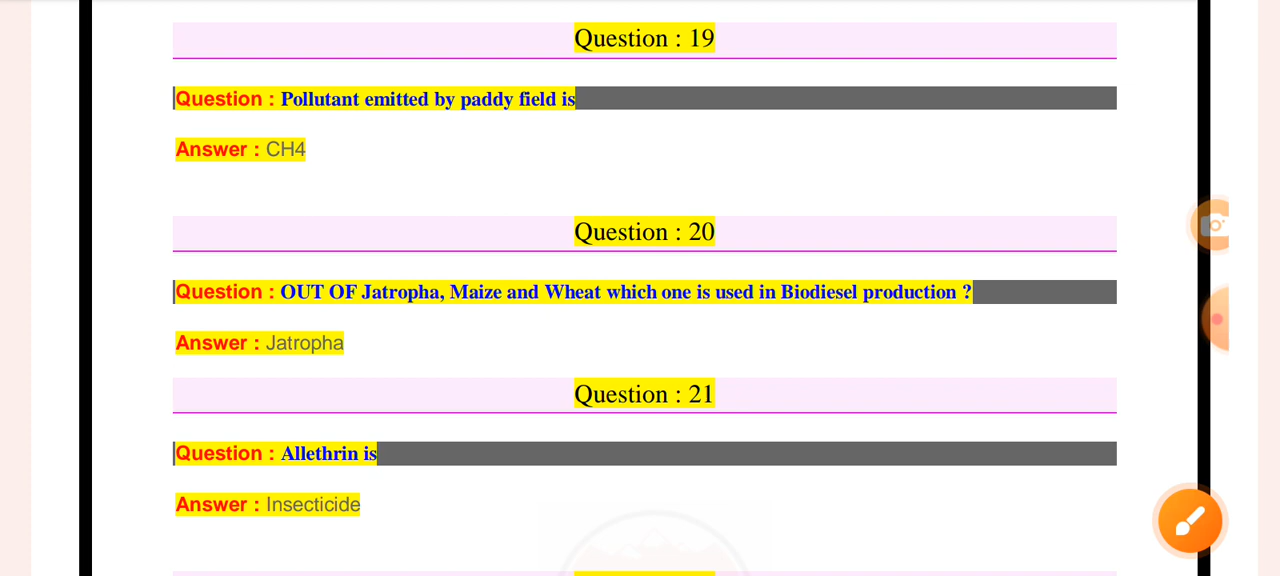 Question : 19
Question : Pollutant emitted by paddy field is
Answer : CH4
Question : 20
Question : OUT OF Jatropha, Maize and Wheat which one is used in Biodiesel production ?
Answer : Jatropha
Question : 21
Question : Allethrin is
Answer : Insecticide